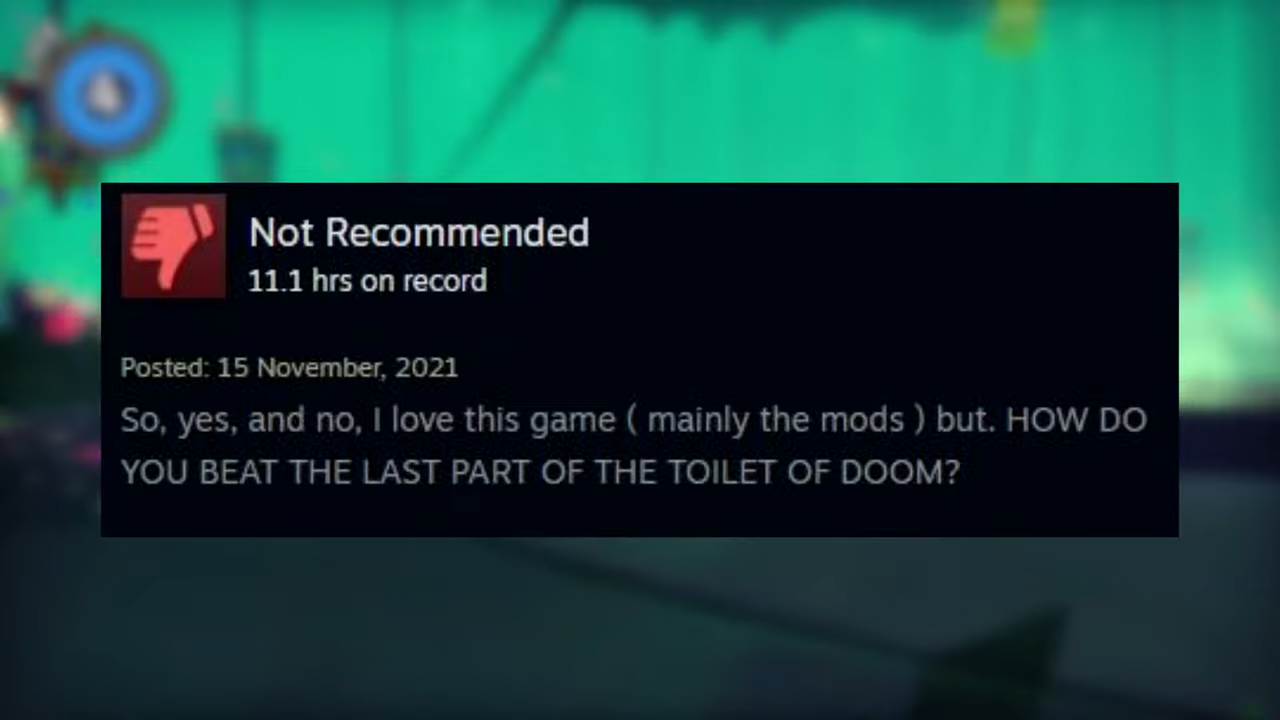 Not Recommended
11.1 hrs on record
Posted: 15 November, 2021
So, yes, and no, I love this game ( mainly the mods ) but. HOW DO
YOU BEAT THE LAST PART OF THE TOILET OF DOOM?